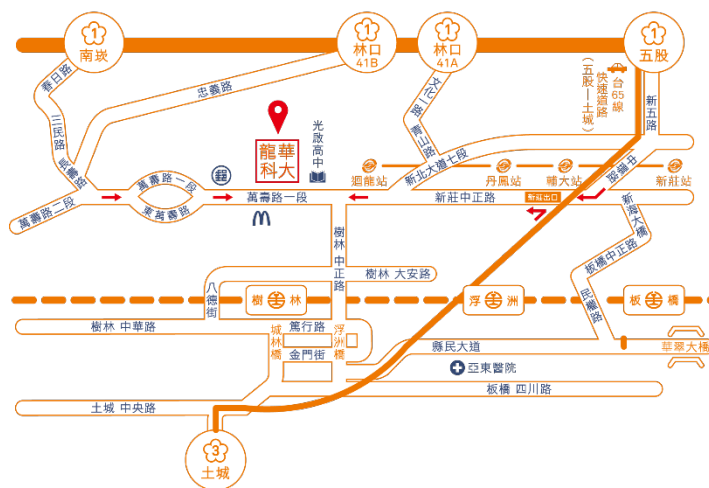 1
南崁
1
林口
41B
1
林口
41A
1
五股
春日路
忠義路
文化一路
台65線
快速道路
(五股—土城)
新五路
三民路
長壽路
龍華
科大
光啟高中
青山路
新北大道七段
中山路
迴龍站
丹鳳站
輔大站
新莊站
萬壽路二段
萬壽路一段
東萬壽路
郵
萬壽路一段
新莊中正路
新莊出口
新海大橋
樹林 中正路
板橋中正路
樹林 大安路
八德街
民權路
樹 林
浮 洲
板 橋
樹林 中華路
城林橋
篤行路
金門街
浮洲橋
縣民大道
華翠大橋
亞東醫院
板橋 四川路
土城 中央路
3
土城